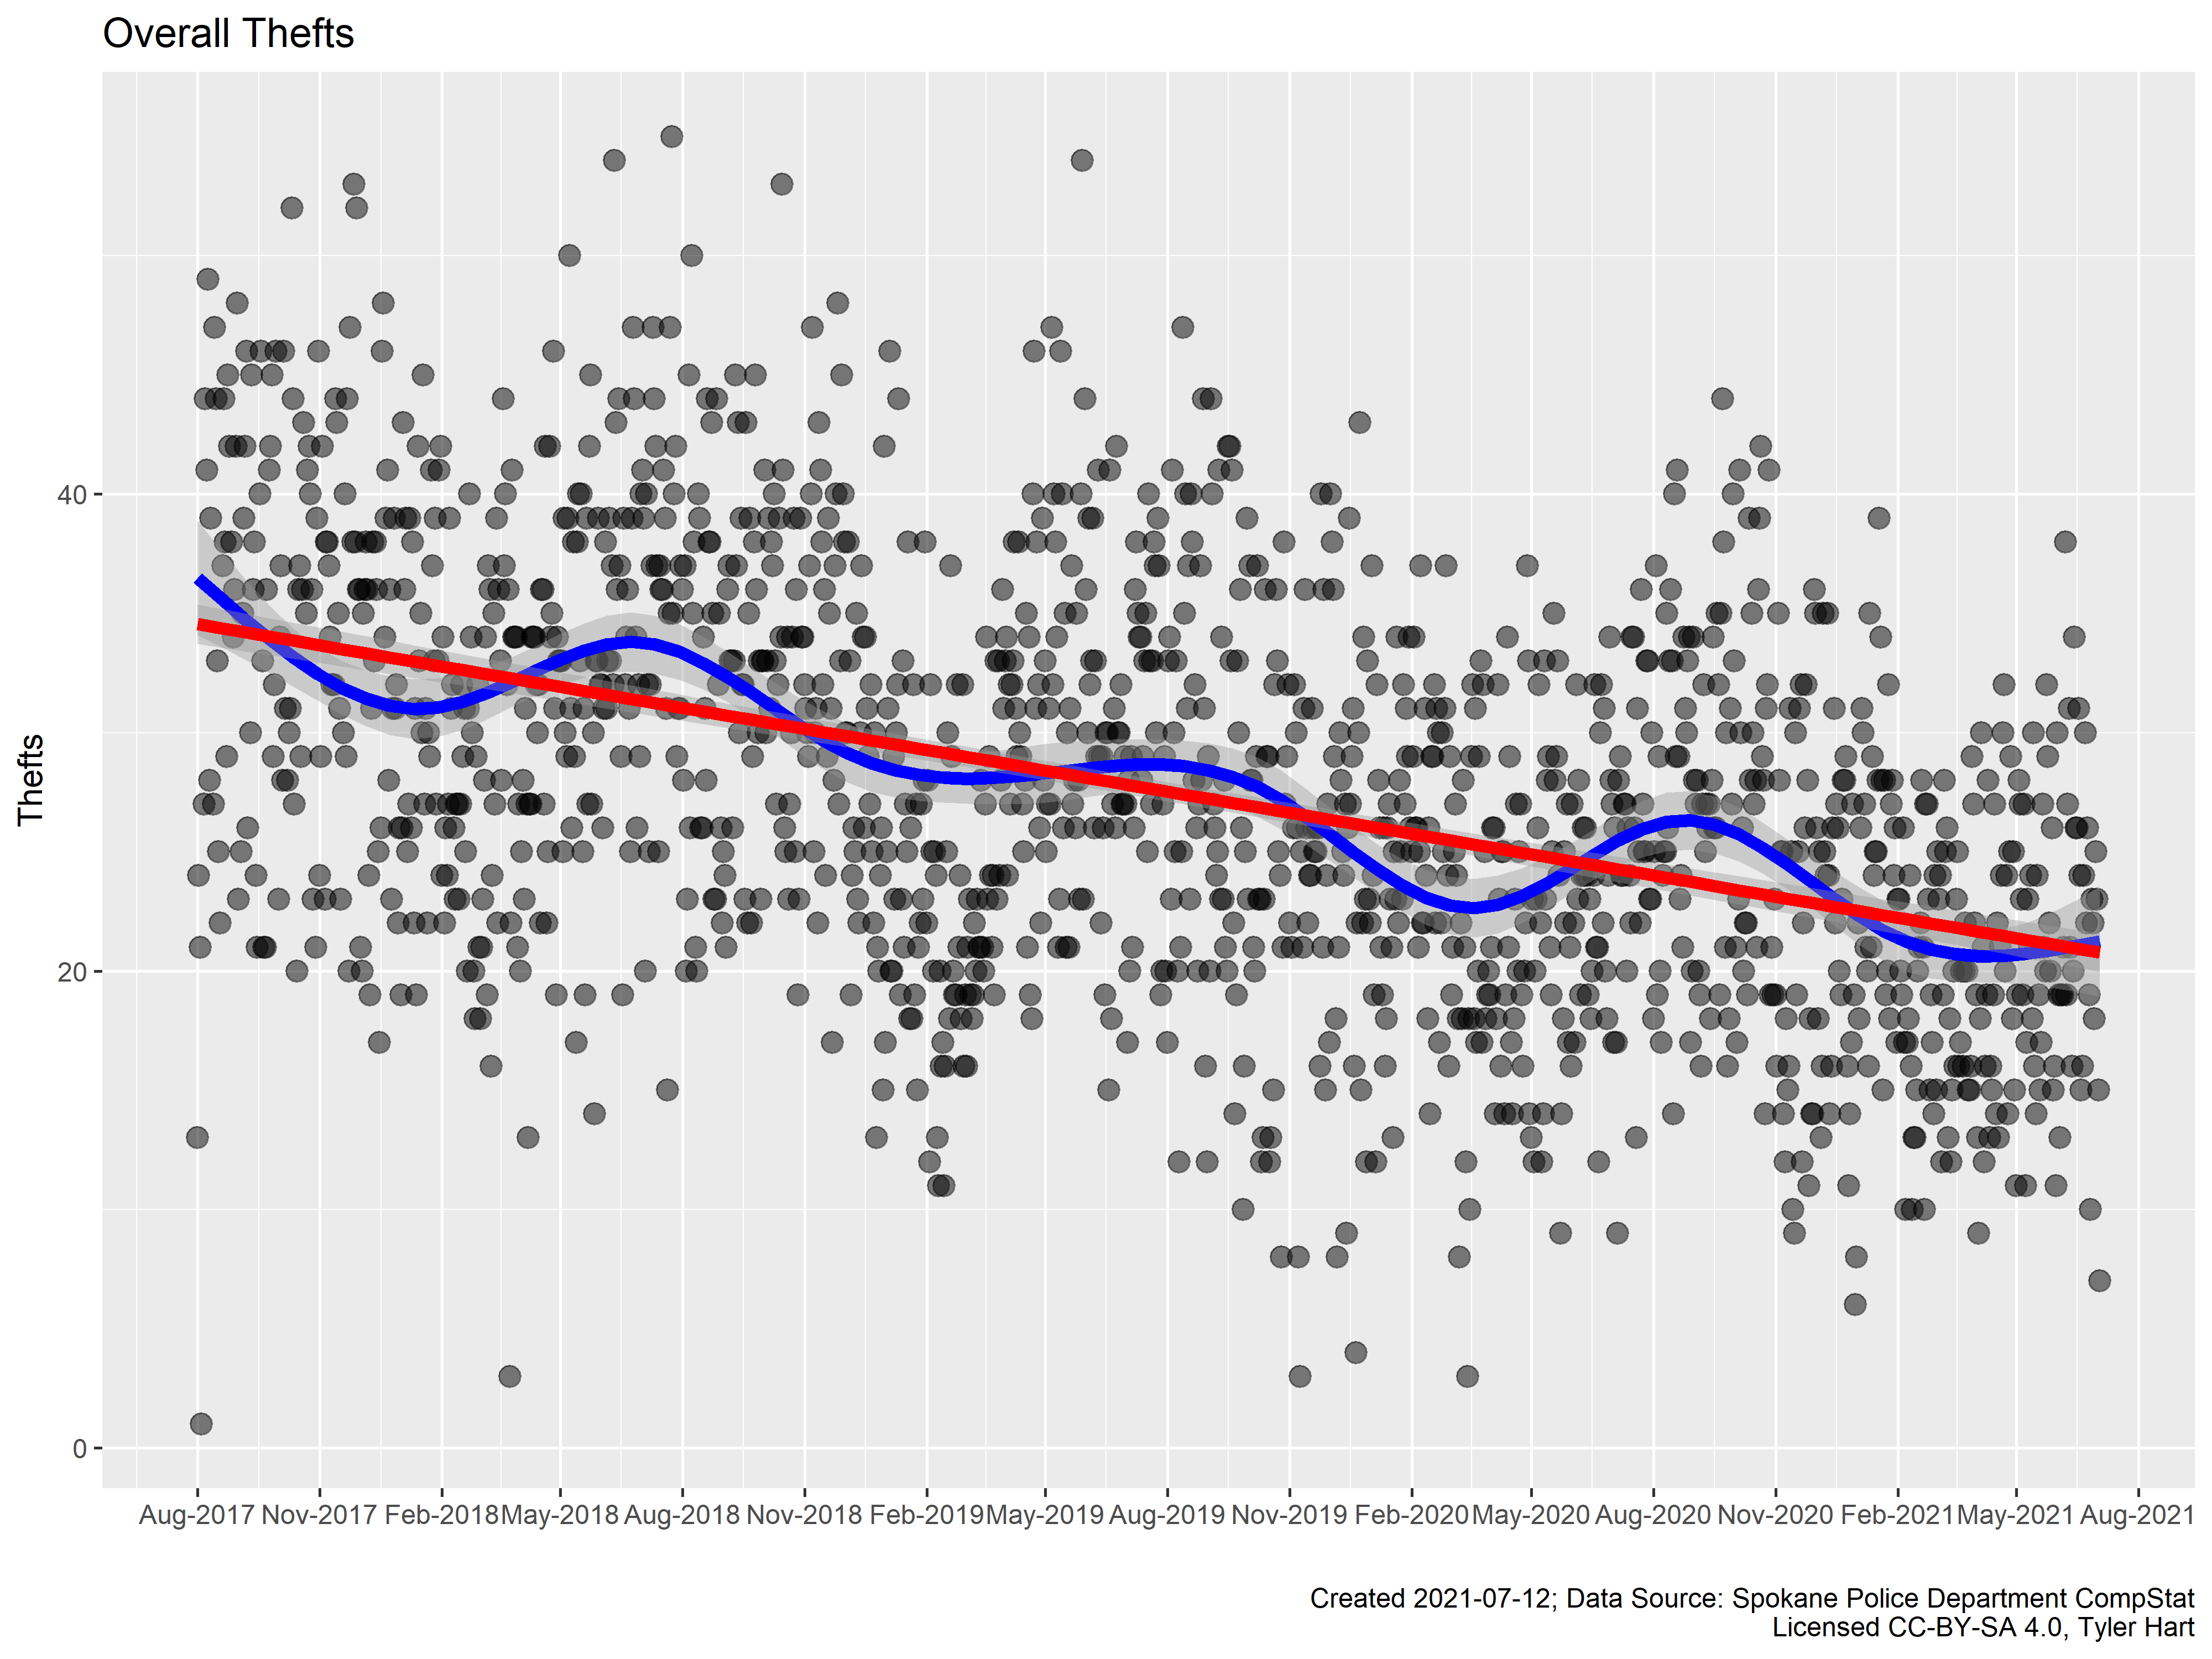 Overall Thefts
Thefts
40
20
0
Aug-2017 Nov-2017 Feb-2018 May-2018 Aug-2018 Nov-2018 Feb-2019 May-2019 Aug-2019 Nov-2019 Feb-2020 May-2020 Aug-2020 Nov-2020 Feb-2021 May-2021 Aug-2021
Created 2021-07-12; Data Source: Spokane Police Department CompStat
Licensed CC-BY-SA 4.0, Tyler Hart